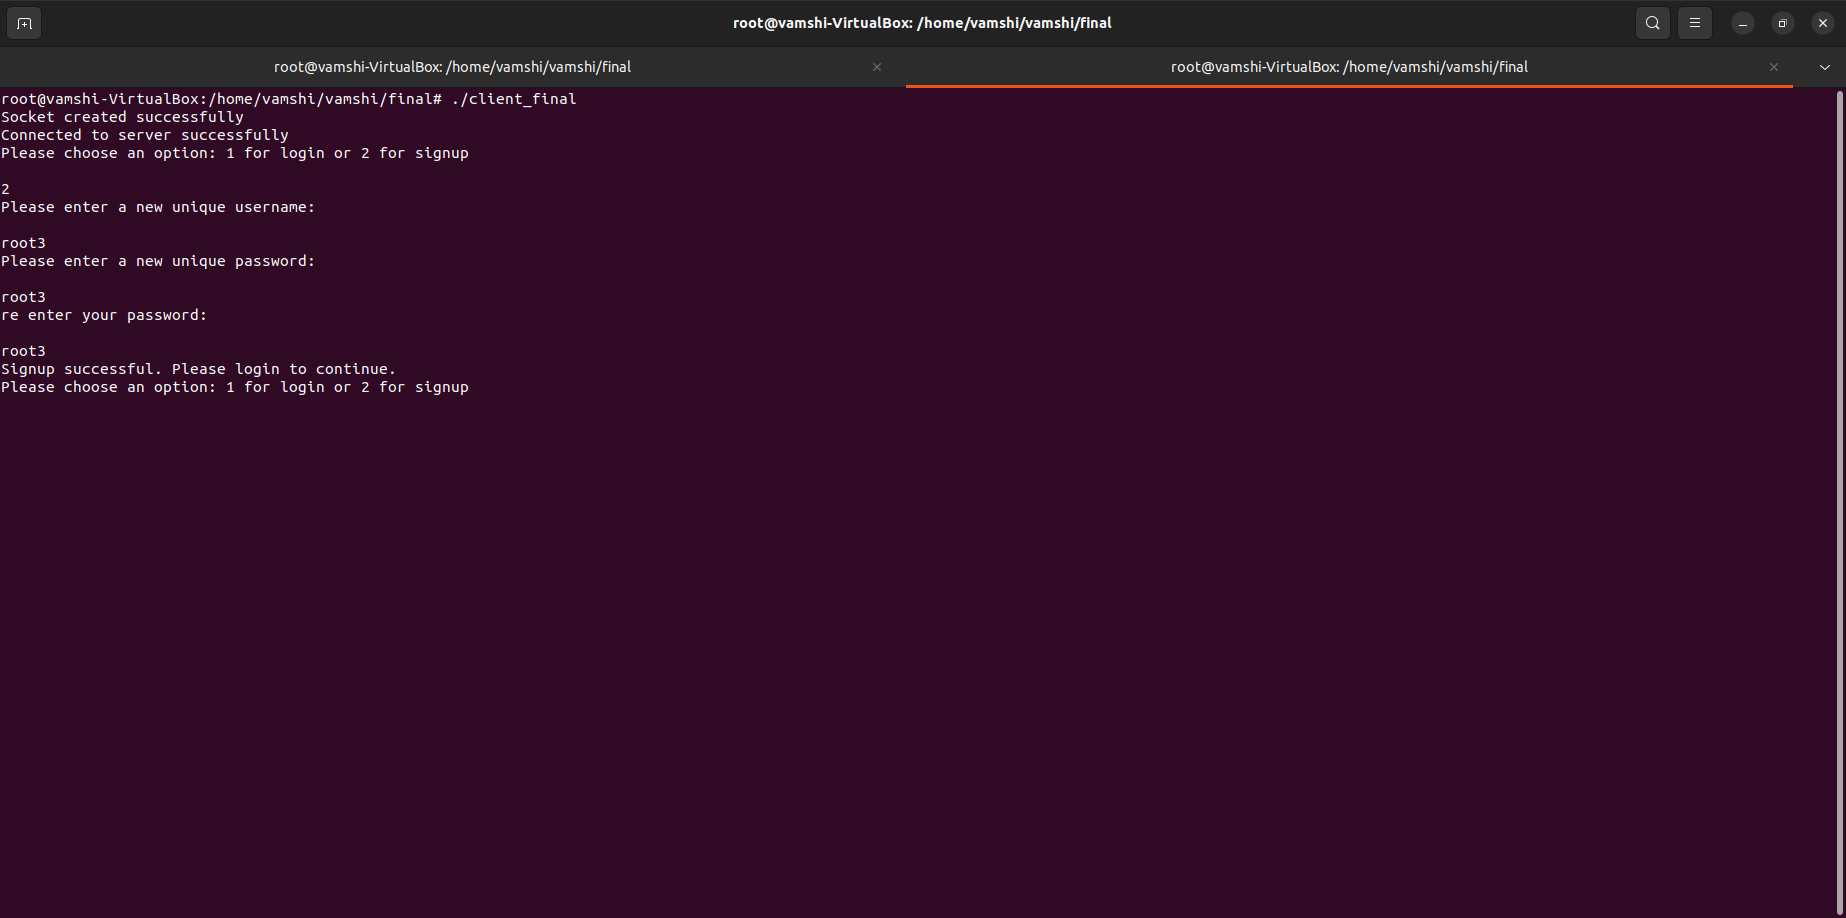 root@vamshi-VirtualBox: /home/vamshi/vamshi/final
root@vamshi-VirtualBox: /home/vamshi/vamshi/final
root@vamshi-VirtualBox: /home/vamshi/vamshi/final
root@vamshi-VirtualBox:/home/vamshi/vamshi/final# ./client_final
Socket created successfully
Connected to server successfully
Please choose an option: 1 for login or 2 for signup
2
Please enter a new unique username:
root3
Please enter a new unique password:
root3
re enter your password:
root3
Signup successful. Please login to continue.
Please choose an option: 1 for login or 2 for signup